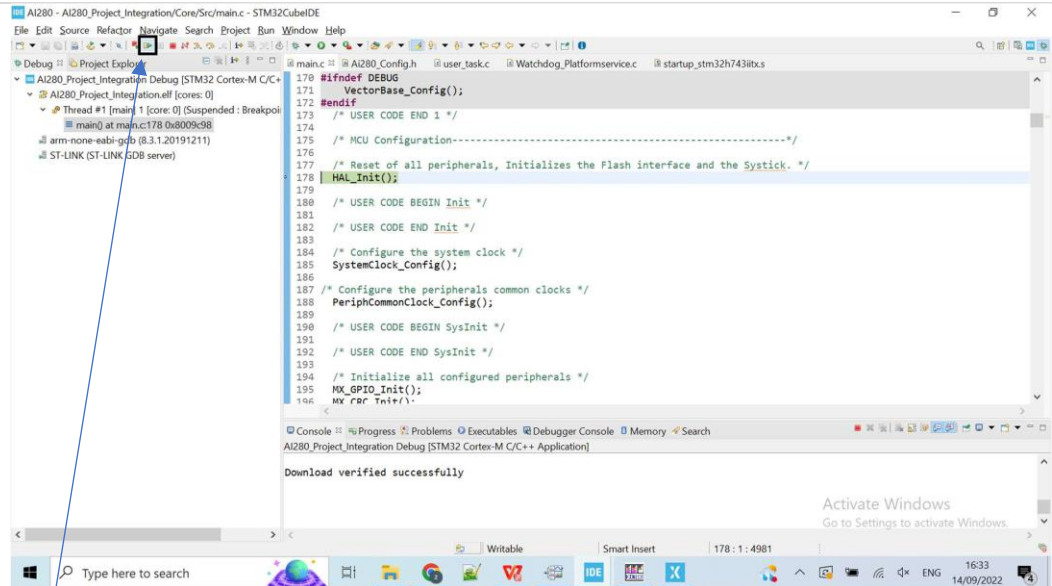 AI280 - AI280_Project_Integration/Core/Src/main.c - STM32CubeIDE
File Edit Source Refactor Navigate Search Project Run Window Help
Debug Project Explorer
main.c Ai280_Config.h user_task.c Watchdog_Platformservice.c startup_stm32h743iitx.s
AI280_Project_Integration Debug [STM32 Cortex-M C/C+
AI280_Project_Integration.elf [cores: 0]
Thread #1 [main] 1 [core: 0] (Suspended : Breakpoi
main() at main.c:178 0x8009c98
arm-none-eabi-gdb (8.3.1.20191211)
ST-LINK (ST-LINK GDB server)
170 #ifndef DEBUG
171 VectorBase_Config();
172 #endif
173 /* USER CODE END 1 */
174
175 /* MCU Configuration--------------------------------------------------------*/
176
177 /* Reset of all peripherals, Initializes the Flash interface and the Systick. */
178 HAL_Init();
179
180 /* USER CODE BEGIN Init */
181
182 /* USER CODE END Init */
183
184 /* Configure the system clock */
185 SystemClock_Config();
186
187 /* Configure the peripherals common clocks */
188 PeriphCommonClock_Config();
189
190 /* USER CODE BEGIN SysInit */
191
192 /* USER CODE END SysInit */
193
194 /* Initialize all configured peripherals */
195 MX_GPIO_Init();
196 MX_CRC_Init();
Console Progress Problems Executables Debugger Console Memory Search
AI280_Project_Integration Debug [STM32 Cortex-M C/C++ Application]
Download verified successfully
Activate Windows
Go to Settings to activate Windows.
Writable Smart Insert 178 : 1 : 4981
Type here to search
IDE
X
ENG
16:33
14/09/2022
4